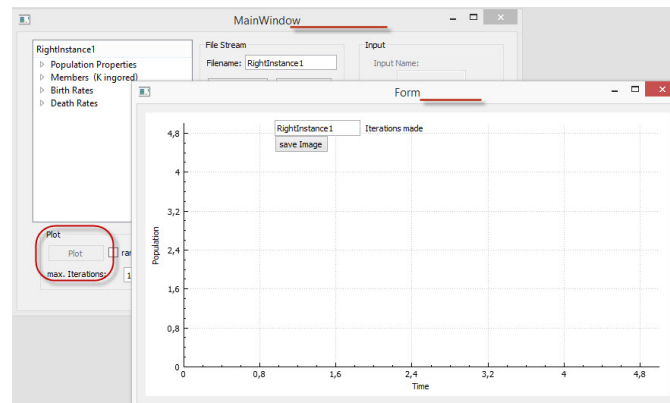 MainWindow
RightInstance1
Population Properties
Members (K ingored)
Birth Rates
Death Rates
File Stream
Filename: RightInstance1
Input
Input Name:
Plot
Plot
max. Iterations: 1
Form
RightInstance1 Iterations made
save Image
Population
4,8
4
3,2
2,4
1,6
0,8
0
0 0,8 1,6 2,4 3,2 4 4,8
Time